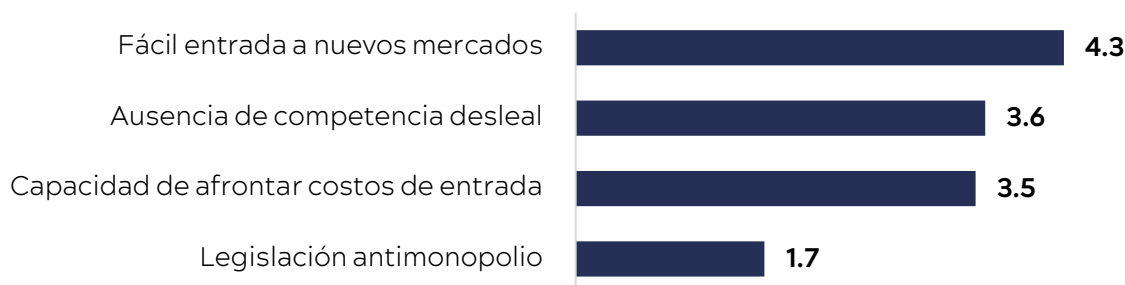 Fácil entrada a nuevos mercados 4.3
Ausencia de competencia desleal 3.6
Capacidad de afrontar costos de entrada 3.5
Legislación antimonopolio 1.7